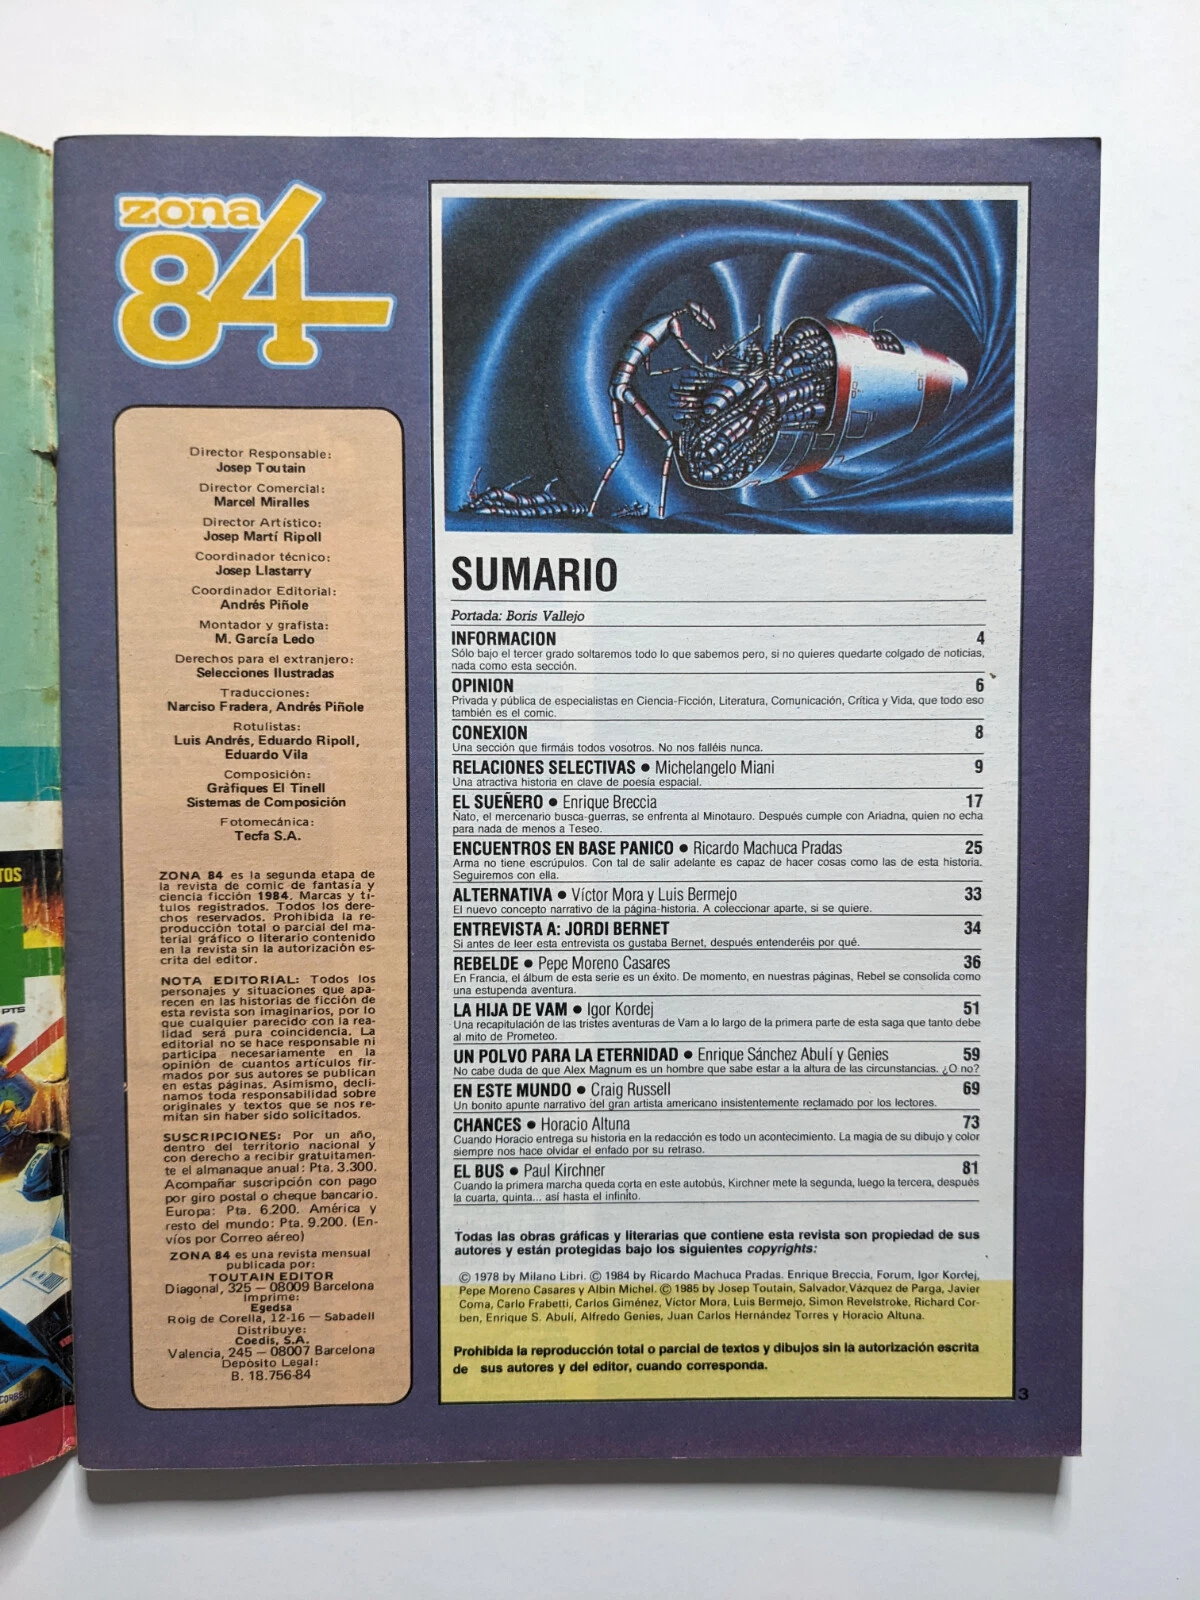 zona
84
Director Responsable:
Josep Toutain
Director Comercial:
Marcel Miralles
Director Artístico:
Josep Martí Ripoll
Coordinador técnico:
Josep Llastarry
Coordinador Editorial:
Andrés Piñole
Montador y grafista:
M. García Ledo
Derechos para el extranjero:
Selecciones Ilustradas
Traducciones:
Narciso Fradera, Andrés Piñole
Rotulistas:
Luis Andrés, Eduardo Ripoll,
Eduardo Vila
Composición:
Gràfiques El Tinell
Sistemas de Composición
Fotomecánica:
Tecfa S.A.
ZONA 84 es la segunda etapa de
la revista de comic de fantasía y
ciencia ficción 1984. Marcas y tí-
tulos registrados. Todos los dere-
chos reservados. Prohibida la re-
producción total o parcial del ma-
terial gráfico o literario contenido
en la revista sin la autorización es-
crita del editor.
NOTA EDITORIAL: Todos los
personajes y situaciones que apa-
recen en las historias de ficción de
esta revista son imaginarios, por lo
que cualquier parecido con la rea-
lidad será pura coincidencia. La
editorial no se hace responsable ni
participa necesariamente en la
opinión de cuantos artículos fir-
mados por sus autores se publican
en estas páginas. Asimismo, decli-
namos toda responsabilidad sobre
originales y textos que se nos re-
mitan sin haber sido solicitados.
SUSCRIPCIONES: Por un año,
dentro del territorio nacional y
con derecho a recibir gratuitamen-
te el almanaque anual: Pta. 3.300.
Acompañar suscripción con pago
por giro postal o cheque bancario.
Europa: Pta. 6.200. América y
resto del mundo: Pta. 9.200. (En-
víos por Correo aéreo)
ZONA 84 es una revista mensual
publicada por:
TOUTAIN EDITOR
Diagonal, 325 — 08009 Barcelona
Imprime:
Egedsa
Roig de Corella, 12-16 — Sabadell
Distribuye:
Coedis, S.A.
Valencia, 245 — 08007 Barcelona
Depósito Legal:
B. 18.756-84
SUMARIO
Portada: Boris Vallejo
INFORMACION 4
Sólo bajo el tercer grado soltaremos todo lo que sabemos pero, si no quieres quedarte colgado de noticias,
nada como esta sección.
OPINION 6
Privada y pública de especialistas en Ciencia-Ficción, Literatura, Comunicación, Crítica y Vida, que todo eso
también es el comic.
CONEXION 8
Una sección que firmáis todos vosotros. No nos falléis nunca.
RELACIONES SELECTIVAS • Michelangelo Miani 9
Una atractiva historia en clave de poesía espacial.
EL SUEÑERO • Enrique Breccia 17
Ñato, el mercenario busca-guerras, se enfrenta al Minotauro. Después cumple con Ariadna, quien no echa
para nada de menos a Teseo.
ENCUENTROS EN BASE PANICO • Ricardo Machuca Pradas 25
Arma no tiene escrúpulos. Con tal de salir adelante es capaz de hacer cosas como las de esta historia.
Seguiremos con ella.
ALTERNATIVA • Víctor Mora y Luis Bermejo 33
El nuevo concepto narrativo de la página-historia. A coleccionar aparte, si se quiere.
ENTREVISTA A: JORDI BERNET 34
Si antes de leer esta entrevista os gustaba Bernet, después entenderéis por qué.
REBELDE • Pepe Moreno Casares 36
En Francia, el álbum de esta serie es un éxito. De momento, en nuestras páginas, Rebel se consolida como
una estupenda aventura.
LA HIJA DE VAM • Igor Kordej 51
Una recapitulación de las tristes aventuras de Vam a lo largo de la primera parte de esta saga que tanto debe
al mito de Prometeo.
UN POLVO PARA LA ETERNIDAD • Enrique Sánchez Abulí y Genies 59
No cabe duda de que Alex Magnum es un hombre que sabe estar a la altura de las circunstancias. ¿O no?
EN ESTE MUNDO • Craig Russell 69
Un bonito apunte narrativo del gran artista americano insistentemente reclamado por los lectores.
CHANCES • Horacio Altuna 73
Cuando Horacio entrega su historia en la redacción es todo un acontecimiento. La magia de su dibujo y color
siempre nos hace olvidar el enfado por su retraso.
EL BUS • Paul Kirchner 81
Cuando la primera marcha queda corta en este autobús, Kirchner mete la segunda, luego la tercera, después
la cuarta, quinta... así hasta el infinito.
Todas las obras gráficas y literarias que contiene esta revista son propiedad de sus
autores y están protegidas bajo los siguientes copyrights:
© 1978 by Milano Libri. © 1984 by Ricardo Machuca Pradas. Enrique Breccia, Forum, Igor Kordej,
Pepe Moreno Casares y Albin Michel. © 1985 by Josep Toutain, Salvador Vázquez de Parga, Javier
Coma, Carlo Frabetti, Carlos Giménez, Victor Mora, Luis Bermejo, Simon Revelstroke, Richard Cor-
ben, Enrique S. Abulí, Alfredo Genies, Juan Carlos Hernández Torres y Horacio Altuna.
Prohibida la reproducción total o parcial de textos y dibujos sin la autorización escrita
de sus autores y del editor, cuando corresponda.
3
TOS
PTS